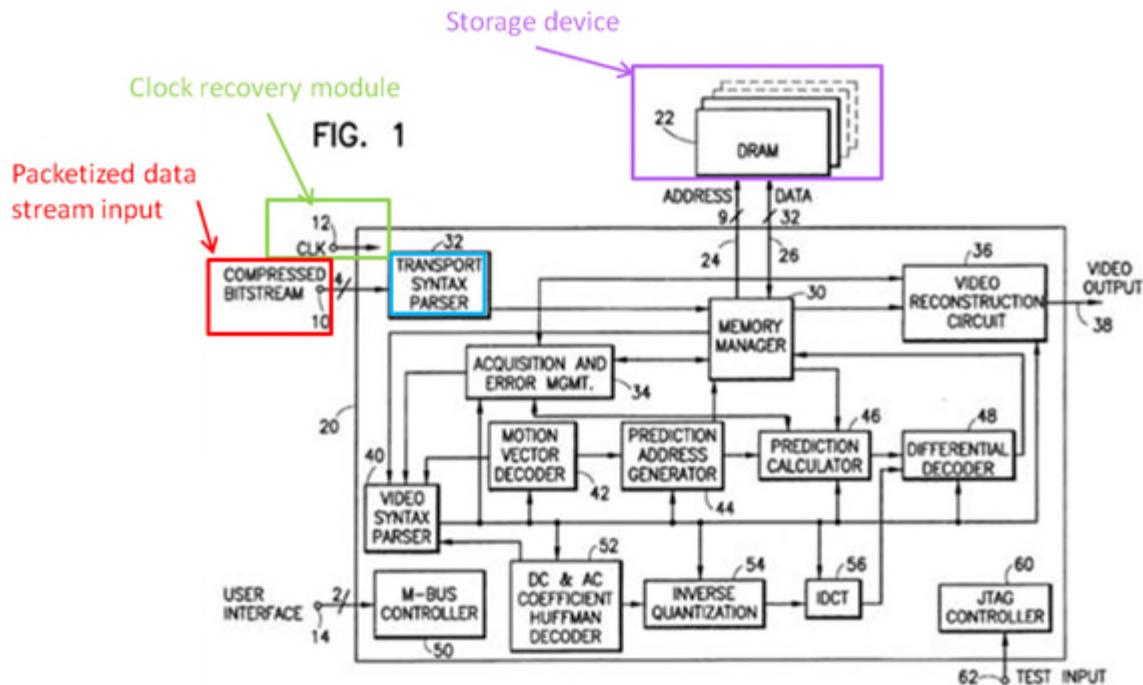 Storage device
Clock recovery module
FIG. 1
22
DRAM
Packetized data
stream input
ADDRESS
DATA
9
32
12
CLK
32
24
26
36
COMPRESSED
BITSTREAM
4
10
TRANSPORT
SYNTAX
PARSER
30
MEMORY
MANAGER
VIDEO
RECONSTRUCTION
CIRCUIT
VIDEO
OUTPUT
38
ACQUISITION AND
ERROR MGMT.
34
20
40
MOTION
VECTOR
DECODER
42
PREDICTION
ADDRESS
GENERATOR
44
46
PREDICTION
CALCULATOR
48
DIFFERENTIAL
DECODER
VIDEO
SYNTAX
PARSER
52
DC & AC
COEFFICIENT
HUFFMAN
DECODER
54
INVERSE
QUANTIZATION
56
IDCT
60
JTAG
CONTROLLER
USER
INTERFACE
2
14
M-BUS
CONTROLLER
50
62
TEST INPUT